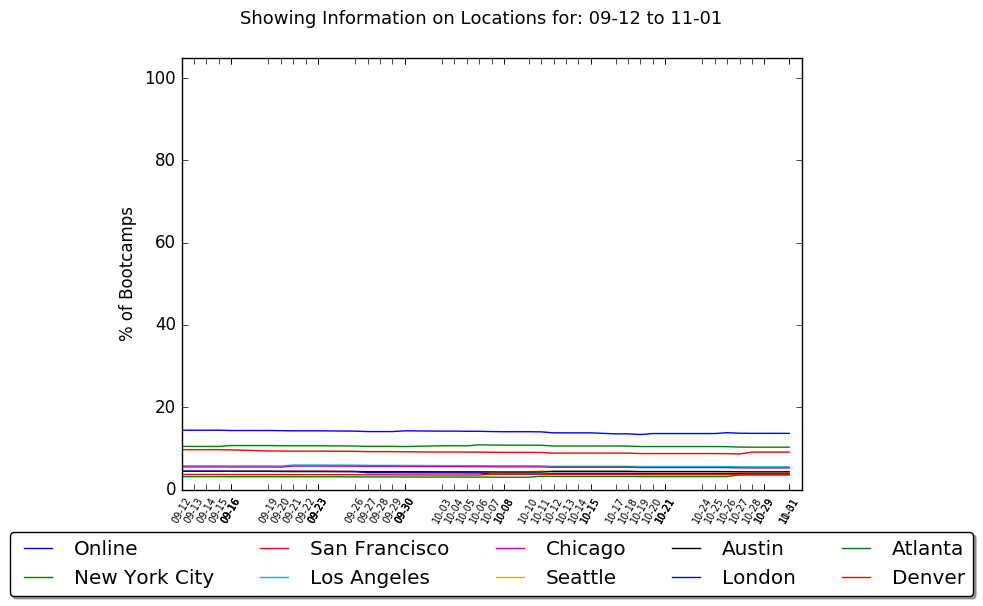 Showing Information on Locations for: 09-12 to 11-01
100
80
60
40
20
0
% of Bootcamps
09-12 09-13 09-14 09-15 09-16 09-19 09-20 09-21 09-22 09-23 09-26 09-27 09-28 09-29 09-30 10-03 10-04 10-05 10-06 10-07 10-08 10-10 10-11 10-12 10-13 10-14 10-15 10-17 10-18 10-19 10-20 10-21 10-24 10-25 10-26 10-27 10-28 10-29 11-01
Online San Francisco Chicago Austin Atlanta
New York City Los Angeles Seattle London Denver